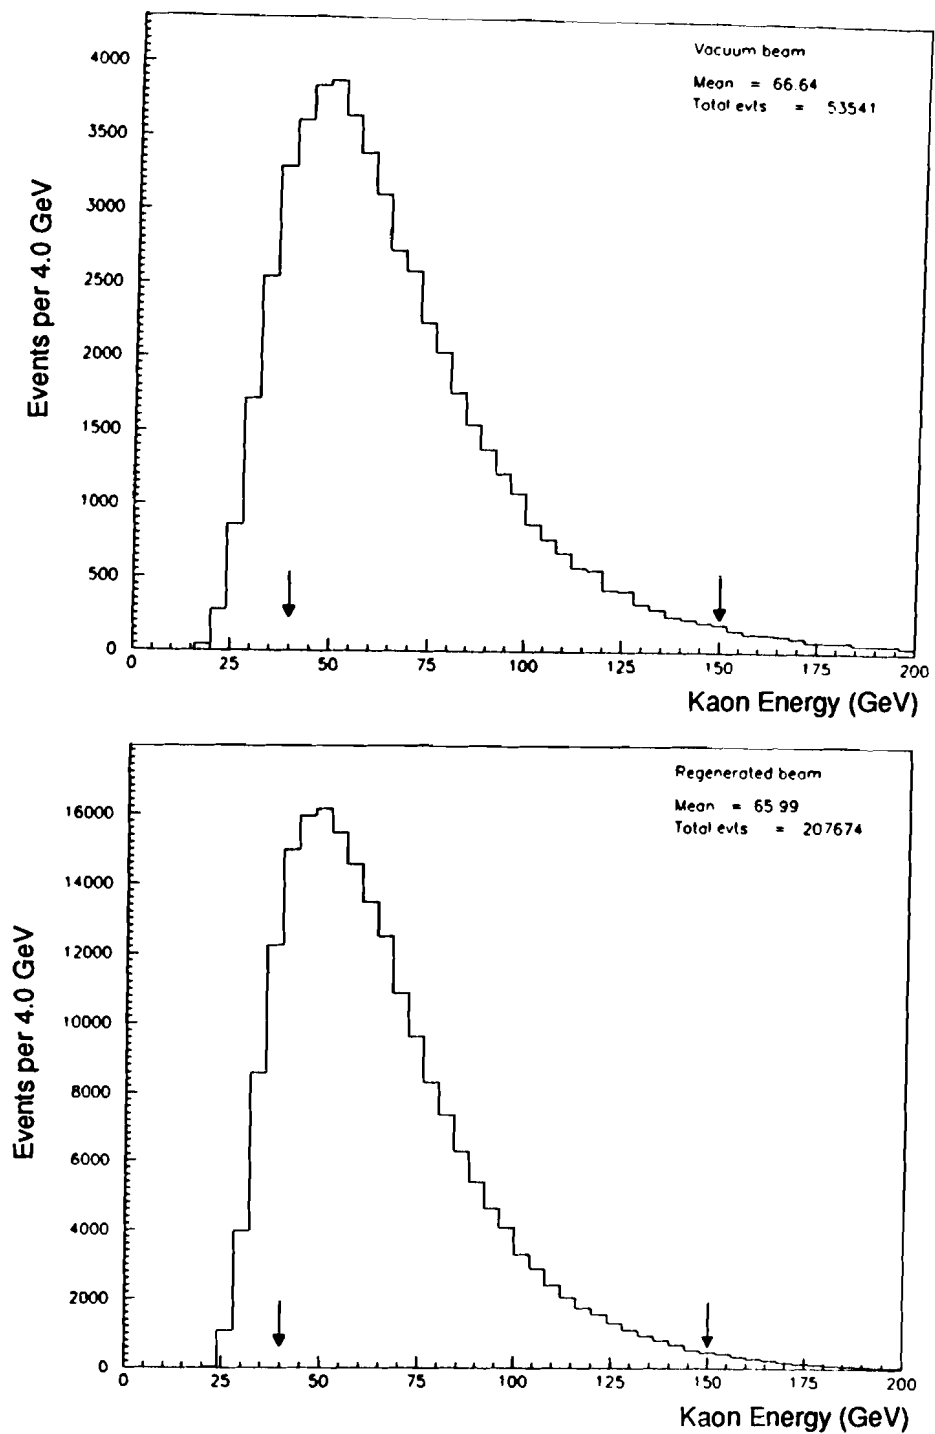 Vacuum beam
Mean = 66.64
Total evts = 53541
4000
3500
3000
2500
2000
1500
1000
500
0
Events per 4.0 GeV
0 25 50 75 100 125 150 175 200
Kaon Energy (GeV)
Regenerated beam
Mean = 65 99
Total evts = 207674
16000
14000
12000
10000
8000
6000
4000
2000
0
Events per 4.0 GeV
0 25 50 75 100 125 150 175 200
Kaon Energy (GeV)